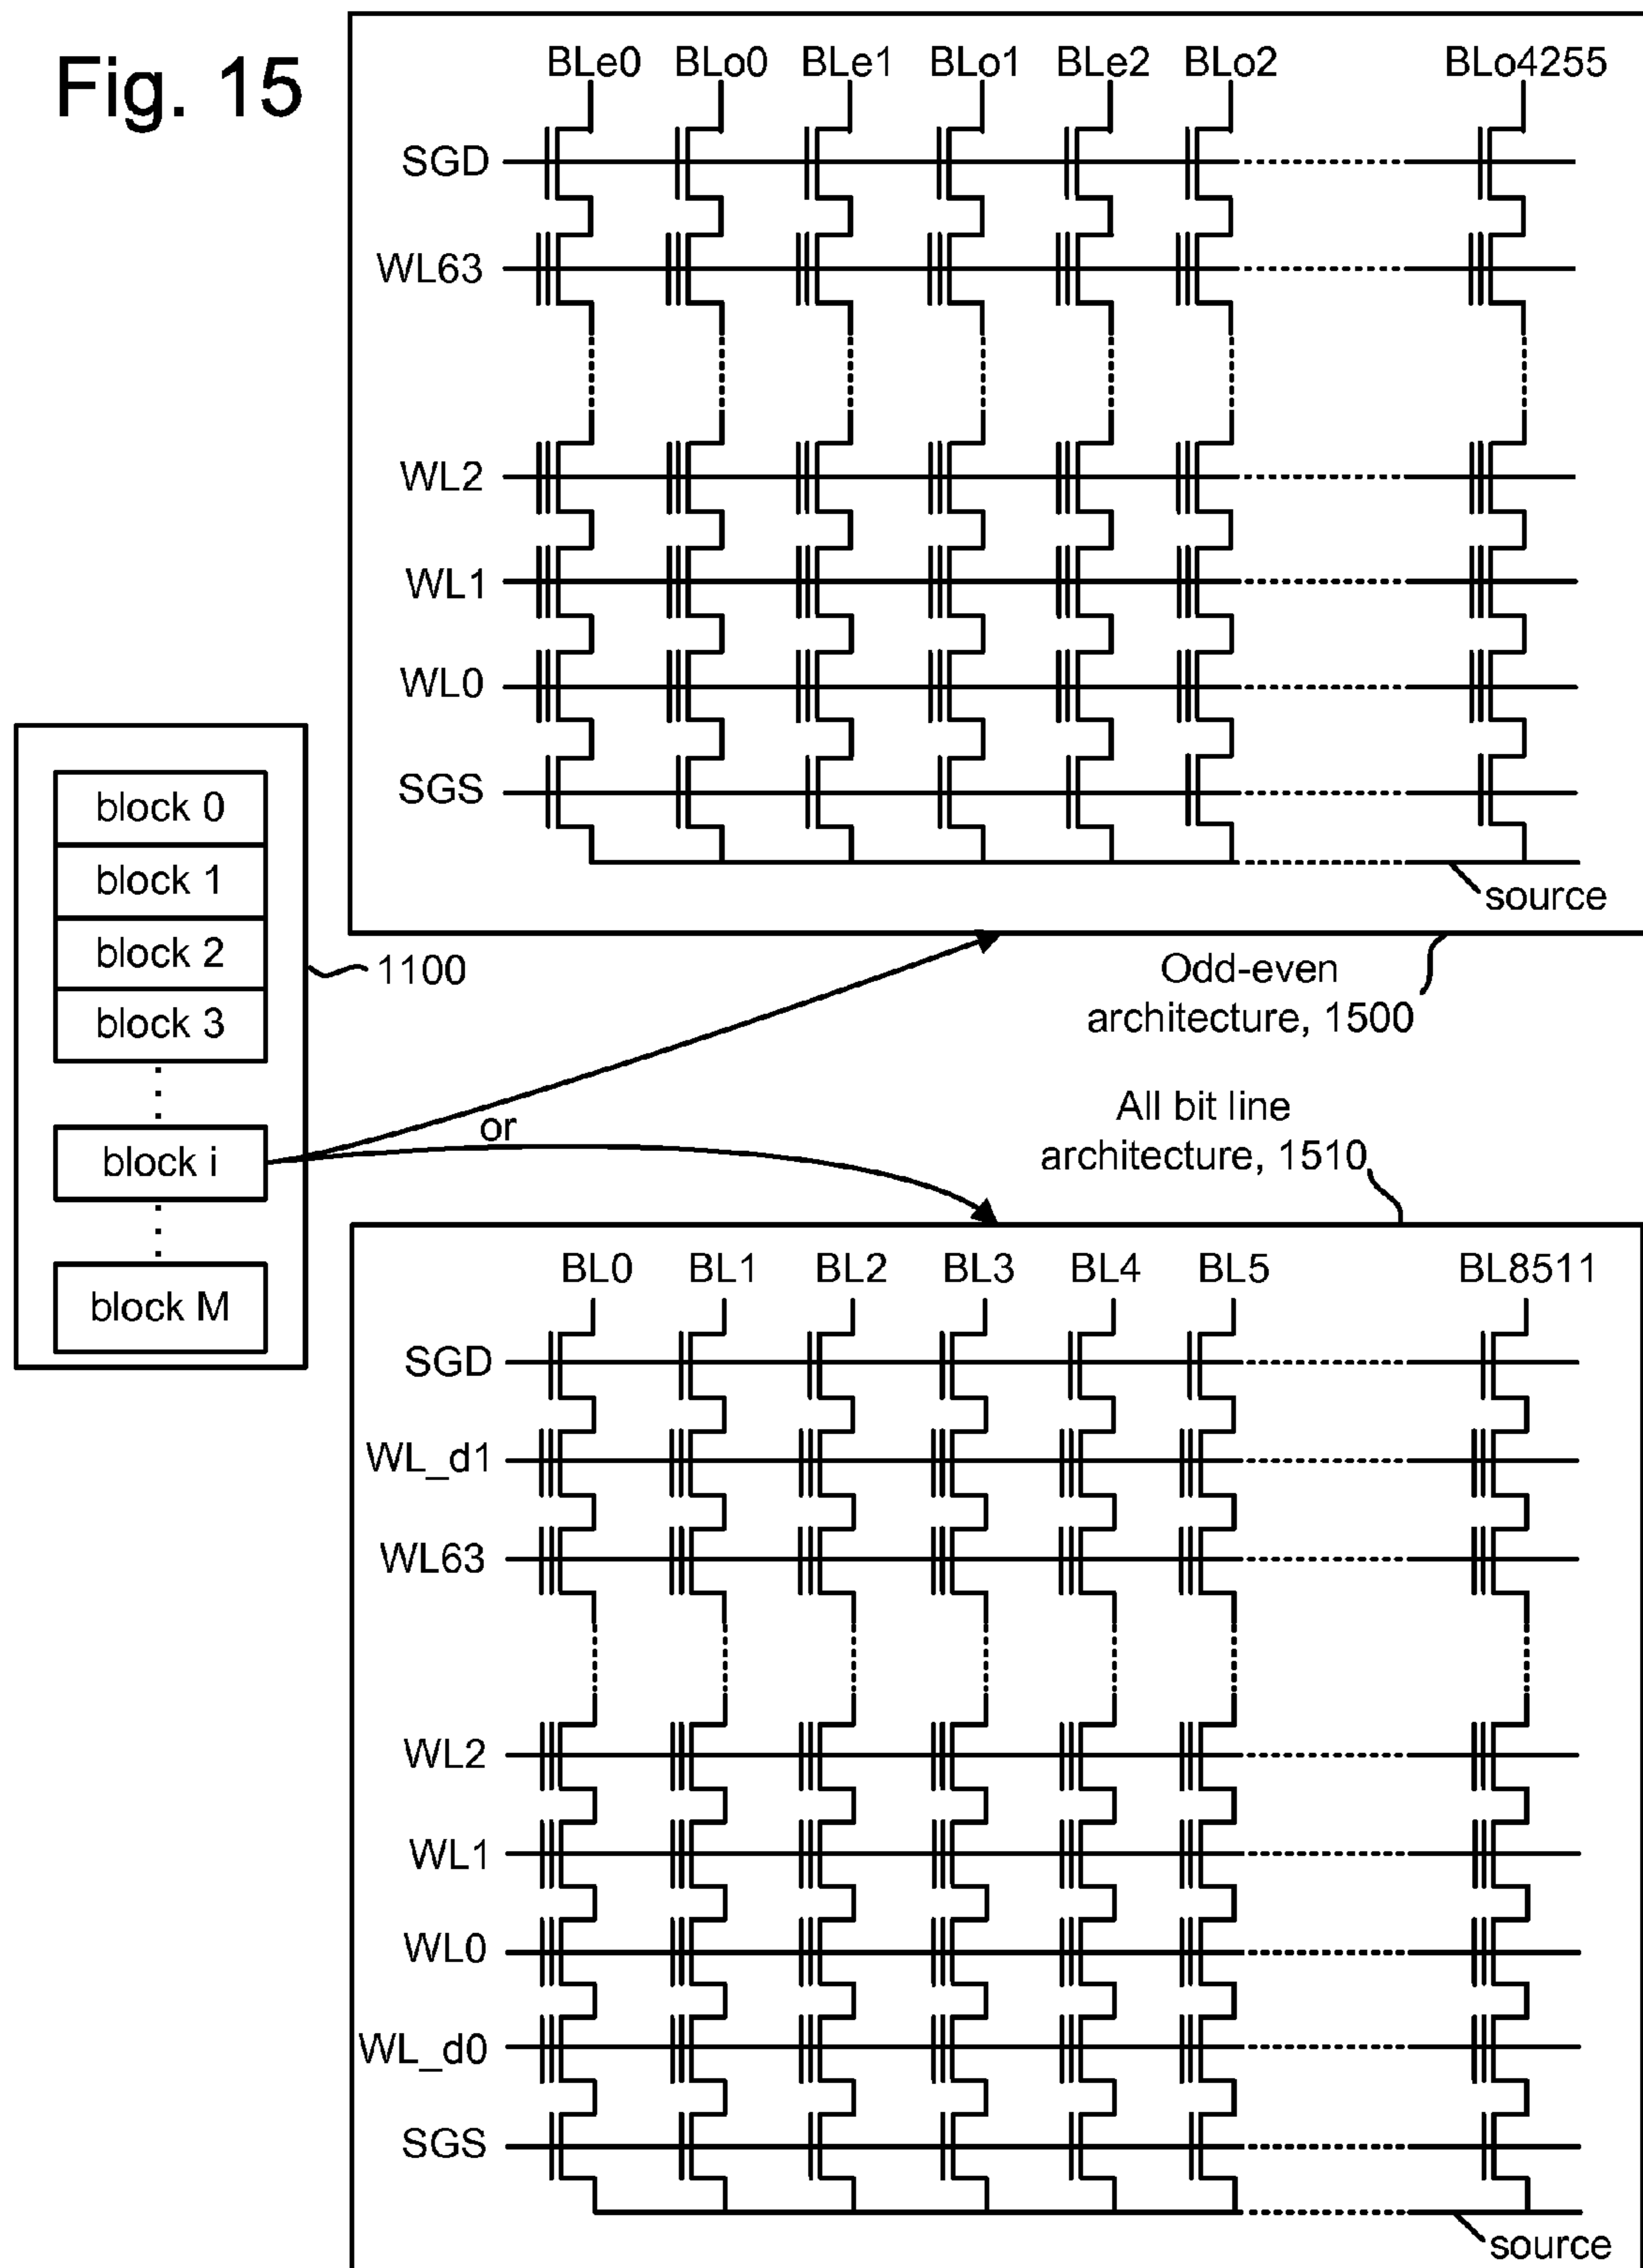 Fig. 15
BLe0 BLo0 BLe1 BLo1 BLe2 BLo2 BLo4255
SGD
WL63
WL2
WL1
WL0
SGS
source
block 0
block 1
block 2
block 3
block i
block M
1100
or
Odd-even
architecture, 1500
All bit line
architecture, 1510
BL0 BL1 BL2 BL3 BL4 BL5 BL8511
SGD
WL_d1
WL63
WL2
WL1
WL0
WL_d0
SGS
source